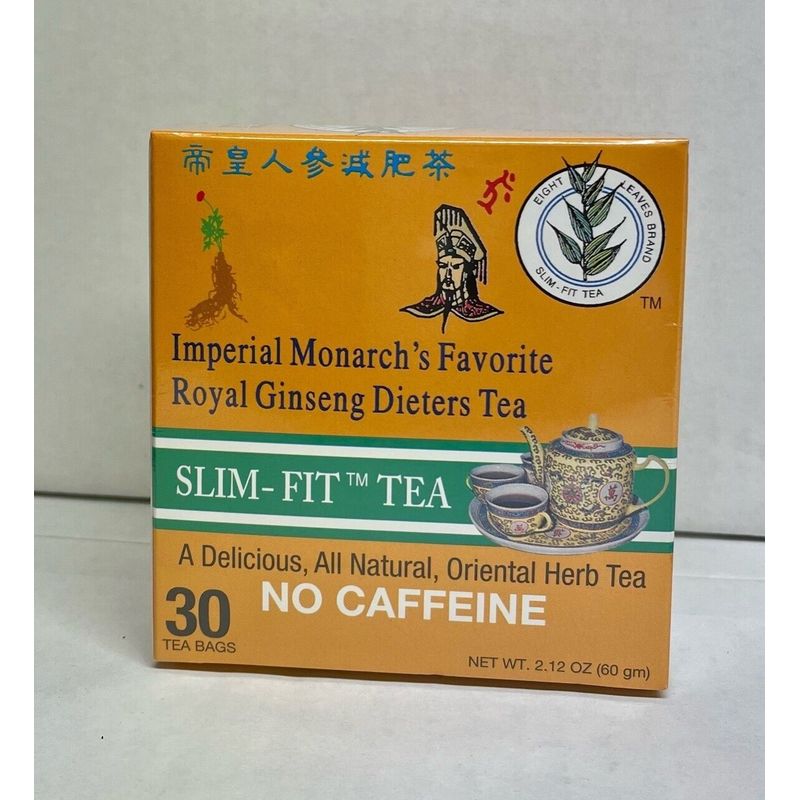 帝皇人參減肥茶
EIGHT LEAVES BRAND
SLIM-FIT TEA
TM
Imperial Monarch's Favorite
Royal Ginseng Dieters Tea
SLIM-FIT™ TEA
A Delicious, All Natural, Oriental Herb Tea
NO CAFFEINE
30
TEA BAGS
NET WT. 2.12 OZ (60 gm)